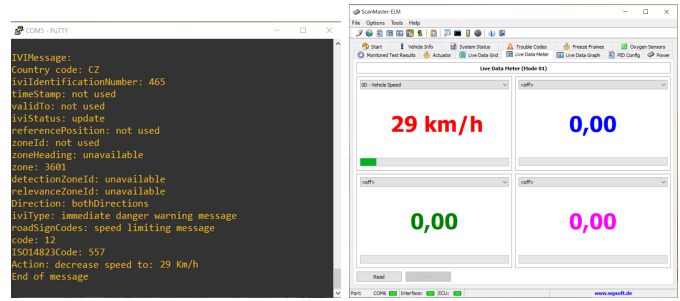 COM5 - PuTTY
IVIMessage:
Country code: CZ
iviIdentificationNumber: 465
timeStamp: not used
validTo: not used
iviStatus: update
referencePosition: not used
zoneId: not used
zoneHeading: unavailable
zone: 3601
detectionZoneId: unavailable
relevanceZoneId: unavailable
Direction: bothDirections
iviType: immediate danger warning message
roadSignCodes: speed limiting message
code: 12
ISO14823Code: 557
Action: decrease speed to: 29 Km/h
End of message
ScanMaster-ELM
File Options Tools Help
Start Vehicle Info System Status Trouble Codes Freeze Frames Oxygen Sensors
Monitored Test Results Actuator Live Data Grid Live Data Meter Live Data Graph PID Config Power
Live Data Meter (Mode 01)
0D - Vehicle Speed <off>
29 km/h 0,00
<off> <off>
0,00 0,00
Read
Port: COM6 Interface: ECU: www.wgsoft.de